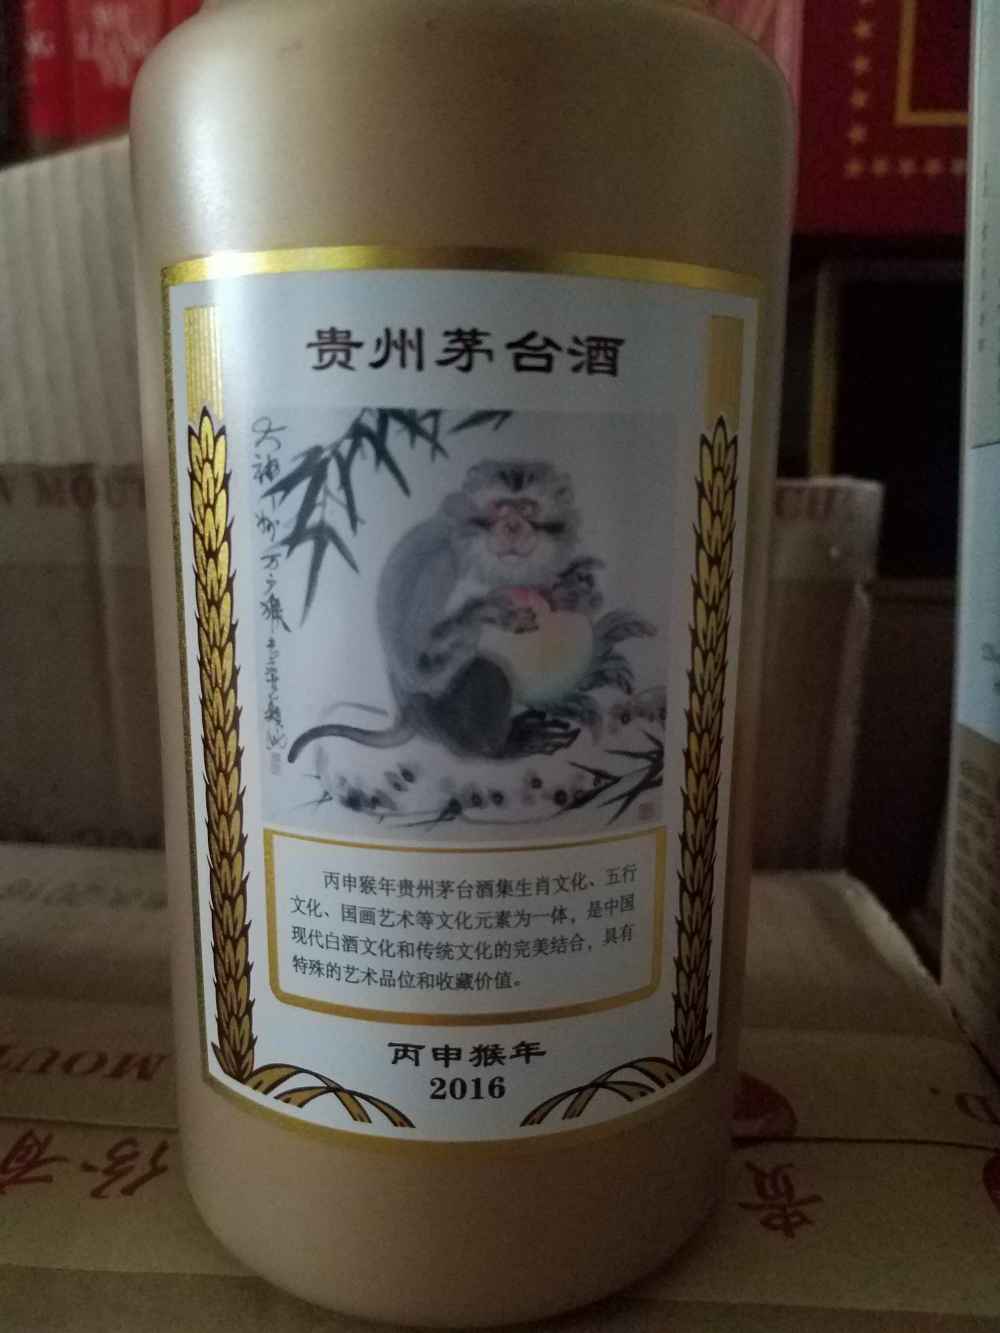 贵州茅台酒
丙申猴年贵州茅台酒集生肖文化、五行
文化、国画艺术等文化元素为一体，是中国
现代白酒文化和传统文化的完美结合，具有
特殊的艺术品位和收藏价值。
丙申猴年
2016
MOUT
贵